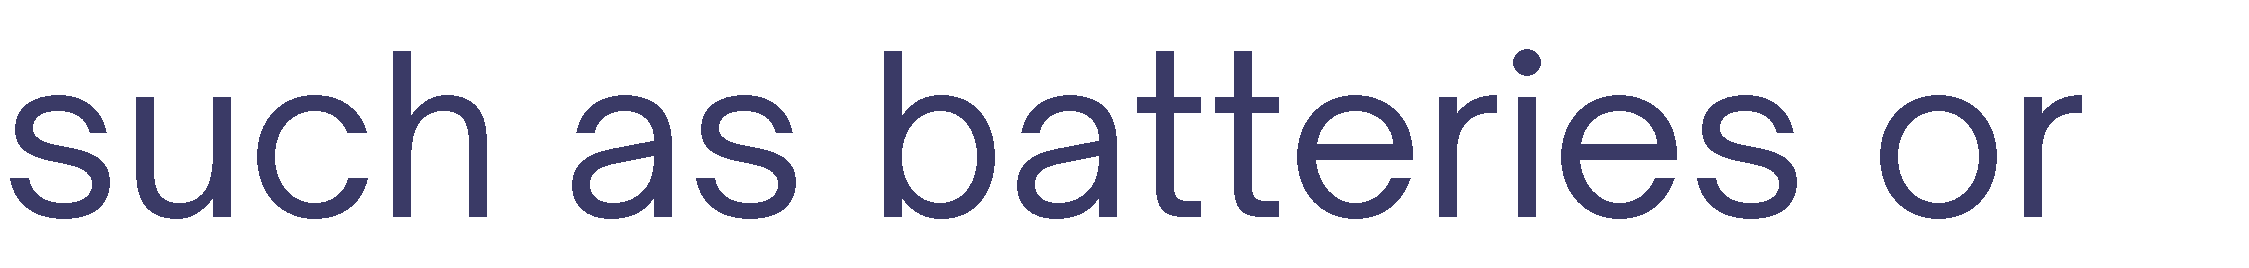 such as batteries or